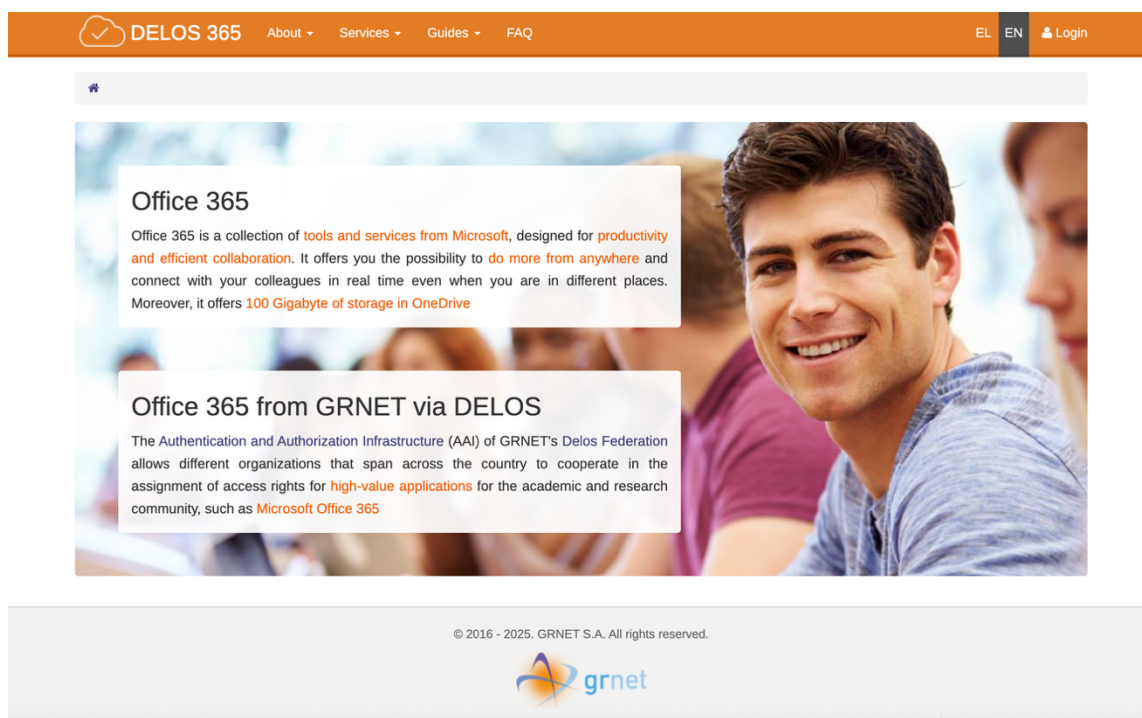 DELOS 365 About Services Guides FAQ EL EN Login
Office 365
Office 365 is a collection of tools and services from Microsoft, designed for productivity
and efficient collaboration. It offers you the possibility to do more from anywhere and
connect with your colleagues in real time even when you are in different places.
Moreover, it offers 100 Gigabyte of storage in OneDrive
Office 365 from GRNET via DELOS
The Authentication and Authorization Infrastructure (AAI) of GRNET's Delos Federation
allows different organizations that span across the country to cooperate in the
assignment of access rights for high-value applications for the academic and research
community, such as Microsoft Office 365
© 2016 - 2025. GRNET S.A. All rights reserved.
grnet